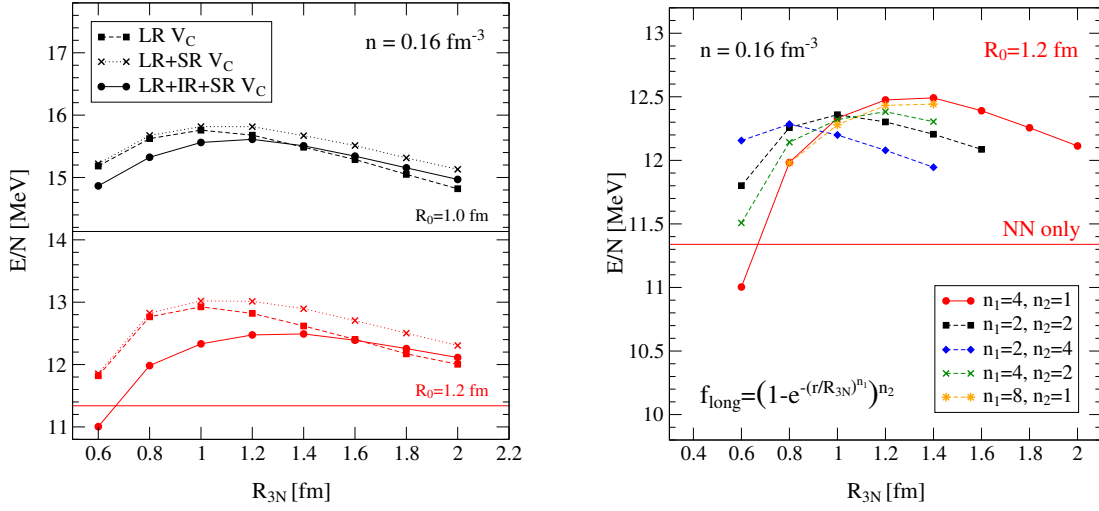 17
16
15
14
13
12
11
E/N [MeV]
LR V_C
LR+SR V_C
LR+IR+SR V_C
n = 0.16 fm^-3
R_0=1.0 fm
R_0=1.2 fm
0.6 0.8 1 1.2 1.4 1.6 1.8 2 2.2
R_3N [fm]
13
12.5
12
11.5
11
10.5
10
E/N [MeV]
n = 0.16 fm^-3
R_0=1.2 fm
NN only
n_1=4, n_2=1
n_1=2, n_2=2
n_1=2, n_2=4
n_1=4, n_2=2
n_1=8, n_2=1
f_long=(1-e^-(r/R_3N)^n_1)^n_2
0.4 0.6 0.8 1 1.2 1.4 1.6 1.8 2
R_3N [fm]